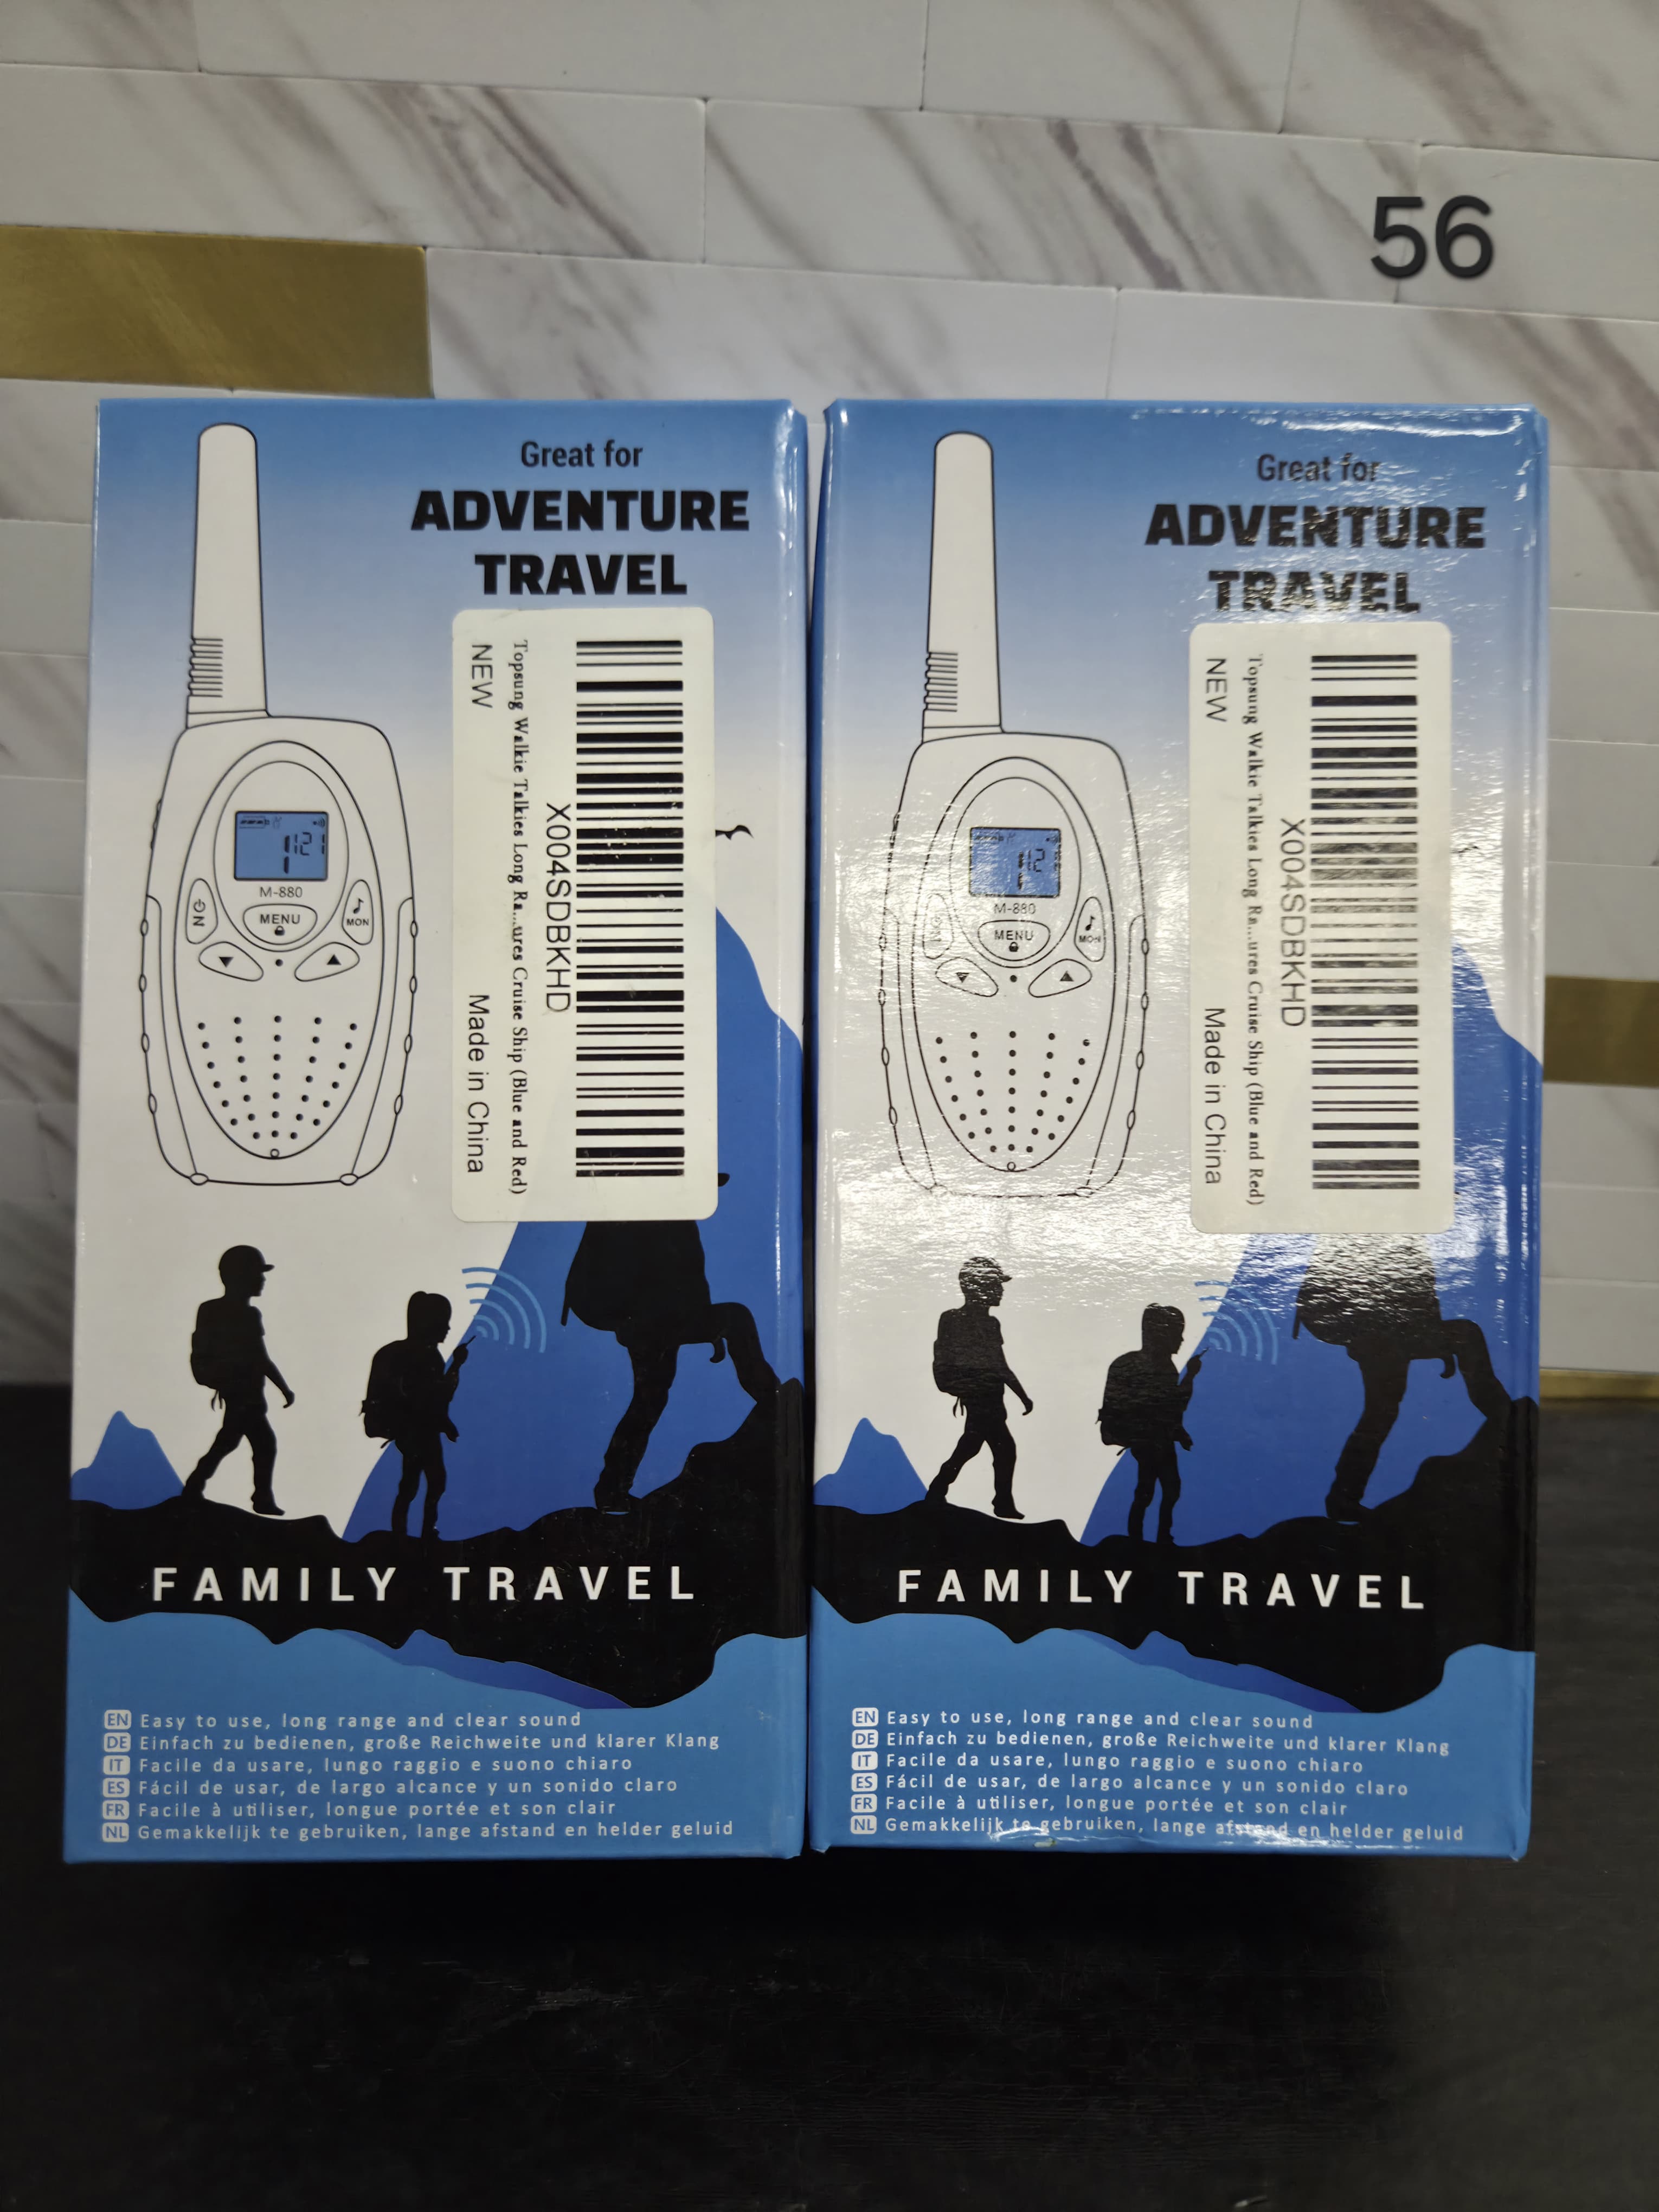 56
Great for
ADVENTURE
TRAVEL
X004SDBKHD
Topsung Walkie Talkies Long Ra...ures Cruise Ship (Blue and Red)
NEW
Made in China
M-880
MENU
ON
MON
FAMILY TRAVEL
EN Easy to use, long range and clear sound
DE Einfach zu bedienen, große Reichweite und klarer Klang
IT Facile da usare, lungo raggio e suono chiaro
ES Fácil de usar, de largo alcance y un sonido claro
FR Facile à utiliser, longue portée et son clair
NL Gemakkelijk te gebruiken, lange afstand en helder geluid
Great for
ADVENTURE
TRAVEL
X004SDBKHD
Topsung Walkie Talkies Long Ra...ures Cruise Ship (Blue and Red)
NEW
Made in China
M-880
MENU
MON
FAMILY TRAVEL
EN Easy to use, long range and clear sound
DE Einfach zu bedienen, große Reichweite und klarer Klang
IT Facile da usare, lungo raggio e suono chiaro
ES Fácil de usar, de largo alcance y un sonido claro
FR Facile à utiliser, longue portée et son clair
NL Gemakkelijk te gebruiken, lange afstand en helder geluid